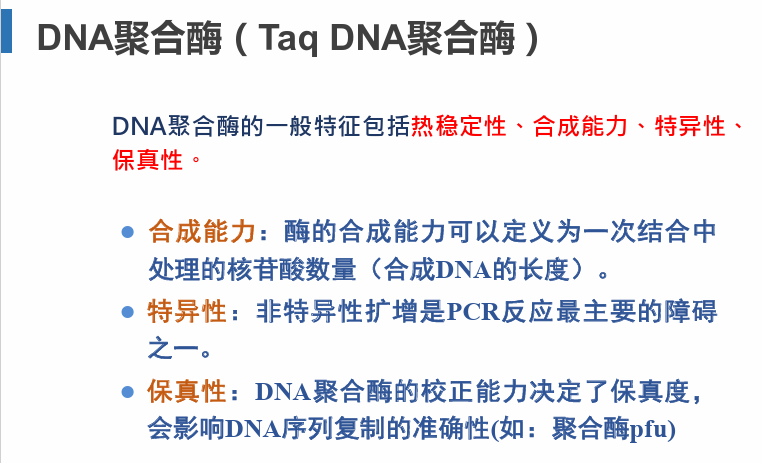 DNA聚合酶（Taq DNA聚合酶）
DNA聚合酶的一般特征包括热稳定性、合成能力、特异性、
保真性。
合成能力：酶的合成能力可以定义为一次结合中
处理的核苷酸数量（合成DNA的长度）。
特异性：非特异性扩增是PCR反应最主要的障碍
之一。
保真性：DNA聚合酶的校正能力决定了保真度，
会影响DNA序列复制的准确性(如：聚合酶pfu)